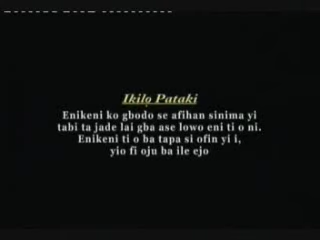 Ikilọ Pataki
Enikeni ko gbodo se afihan sinima yi
tabi ta jade lai gba ase lowo eni ti o ni.
Enikeni ti o ba tapa si ofin yi i,
yio fi oju ba ile ejo